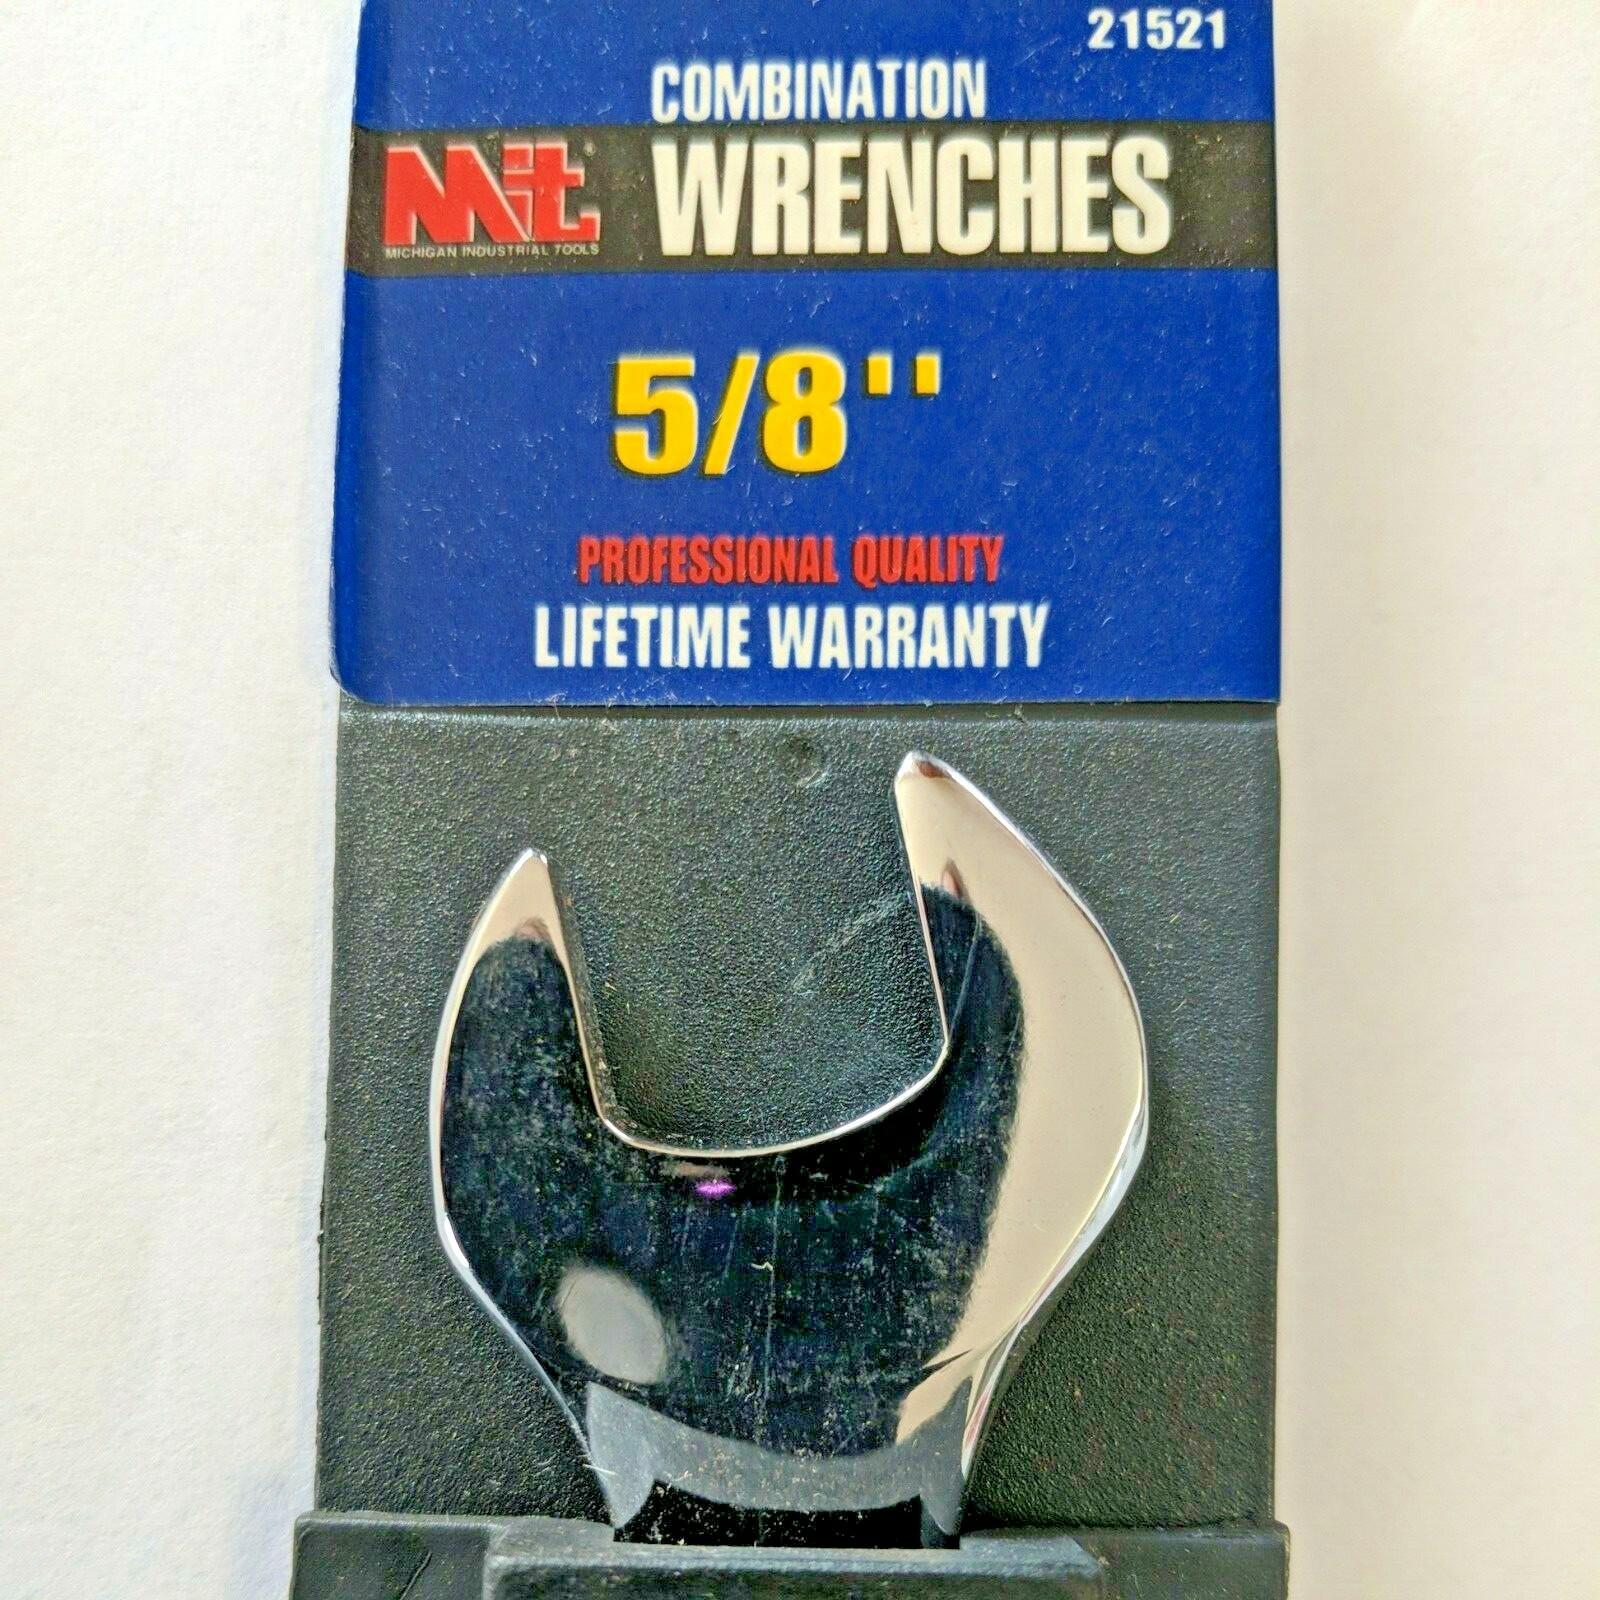 21521
COMBINATION
Mit®
WRENCHES
MICHIGAN INDUSTRIAL TOOLS
5/8''
PROFESSIONAL QUALITY
LIFETIME WARRANTY